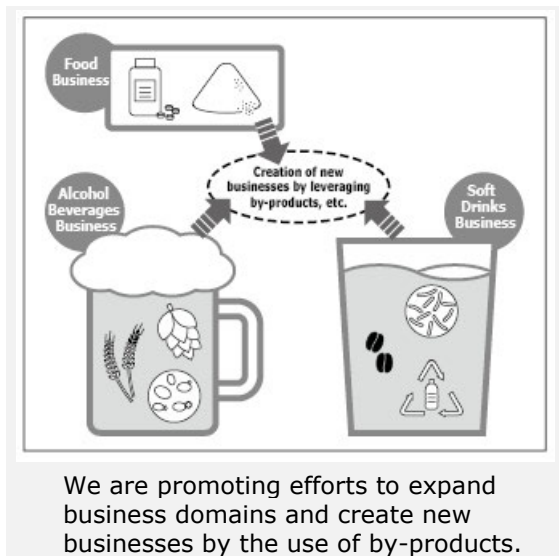 Food
Business
Creation of new
businesses by leveraging
by-products, etc.
Alcohol
Beverages
Business
Soft
Drinks
Business
We are promoting efforts to expand
business domains and create new
businesses by the use of by-products.